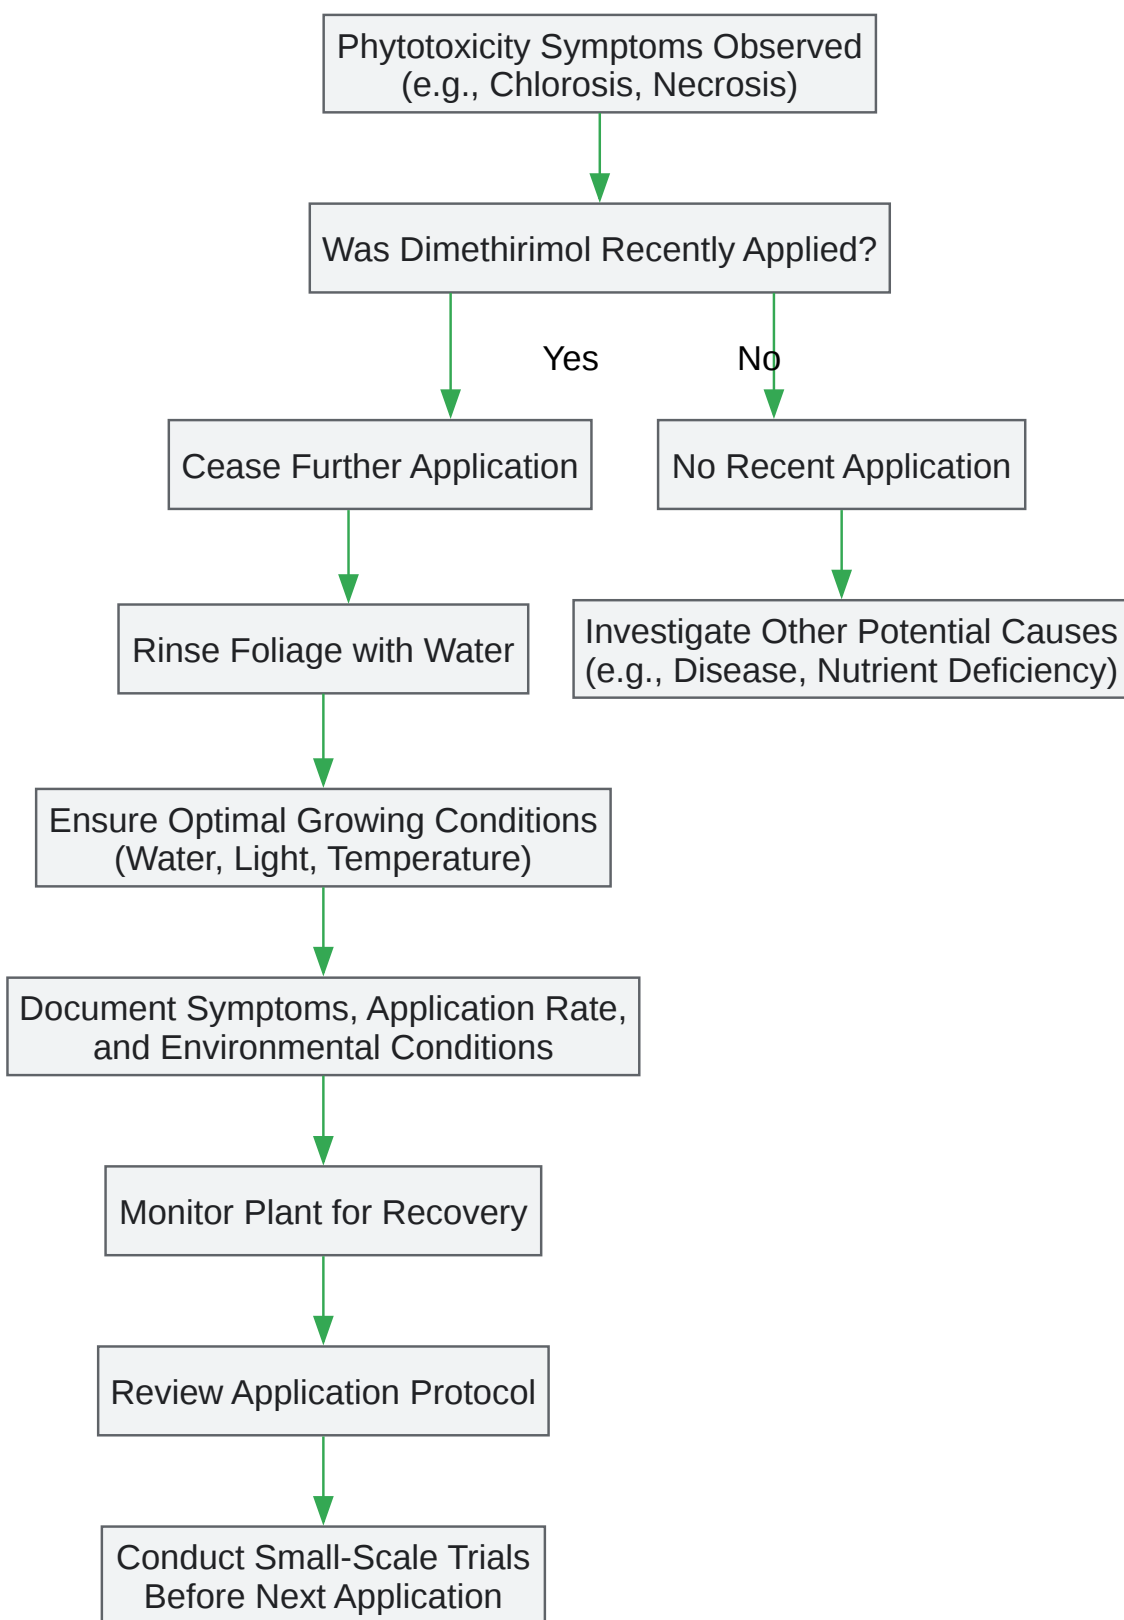 Phytotoxicity Symptoms Observed
(e.g., Chlorosis, Necrosis)
Was Dimethirimol Recently Applied?
Yes
No
Cease Further Application
No Recent Application
Rinse Foliage with Water
Investigate Other Potential Causes
(e.g., Disease, Nutrient Deficiency)
Ensure Optimal Growing Conditions
(Water, Light, Temperature)
Document Symptoms, Application Rate,
and Environmental Conditions
Monitor Plant for Recovery
Review Application Protocol
Conduct Small-Scale Trials
Before Next Application